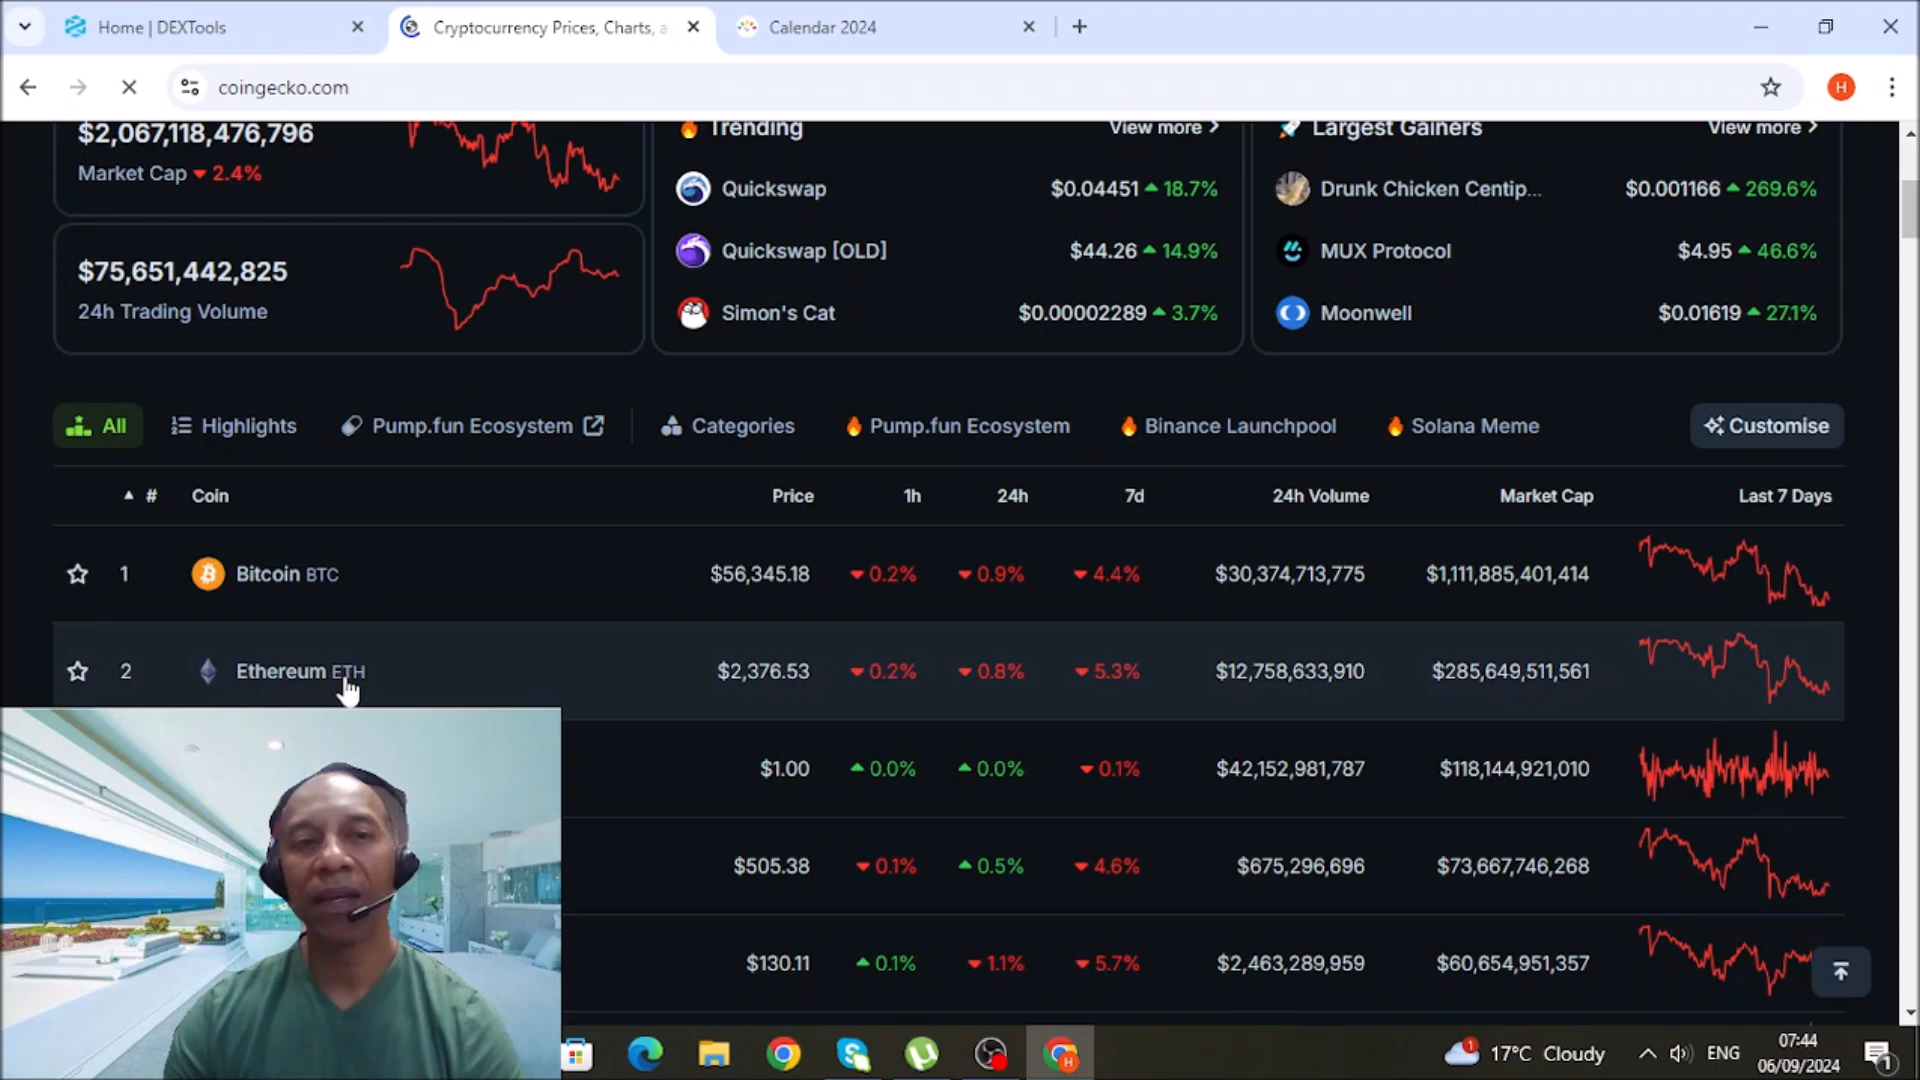 Home | DEXTools
Cryptocurrency Prices, Charts, a
Calendar 2024
coingecko.com
$2,067,118,476,796
Market Cap 2.4%
Trending
View more
Largest Gainers
View more
Quickswap
$0.04451 18.7%
Drunk Chicken Centip...
$0.001166 269.6%
Quickswap [OLD]
$44.26 14.9%
MUX Protocol
$4.95 46.6%
Simon's Cat
$0.00002289 3.7%
Moonwell
$0.01619 27.1%
$75,651,442,825
24h Trading Volume
All
Highlights
Pump.fun Ecosystem
Categories
Pump.fun Ecosystem
Binance Launchpool
Solana Meme
Customise
# Coin Price 1h 24h 7d 24h Volume Market Cap Last 7 Days
1 Bitcoin BTC $56,345.18 0.2% 0.9% 4.4% $30,374,713,775 $1,111,885,401,414
2 Ethereum ETH $2,376.53 0.2% 0.8% 5.3% $12,758,633,910 $285,649,511,561
$1.00 0.0% 0.0% 0.1% $42,152,981,787 $118,144,921,010
$505.38 0.1% 0.5% 4.6% $675,296,696 $73,667,746,268
$130.11 0.1% 1.1% 5.7% $2,463,289,959 $60,654,951,357
17°C Cloudy
ENG
07:44
06/09/2024